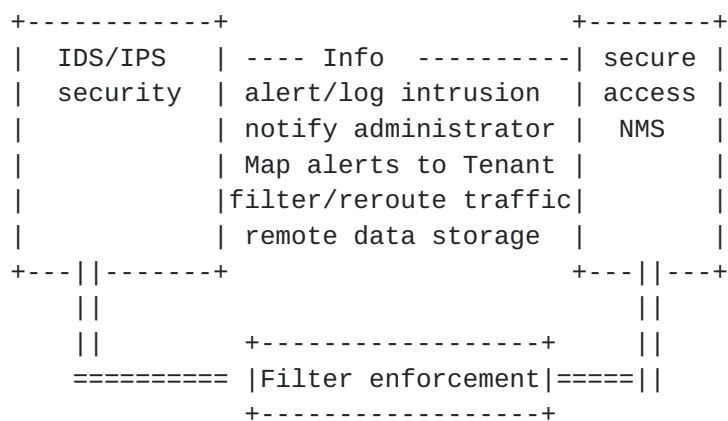 +------------+                      +--------+
|  IDS/IPS   | ---- Info  ----------| secure |
|  security  | alert/log intrusion  | access |
|            | notify administrator |  NMS   |
|            | Map alerts to Tenant |        |
|            |filter/reroute traffic|        |
|            | remote data storage  |        |
+---||-------+                      +---||---+
    ||                                  ||
    ||         +------------------+     ||
    ========== |Filter enforcement|=====||
               +------------------+